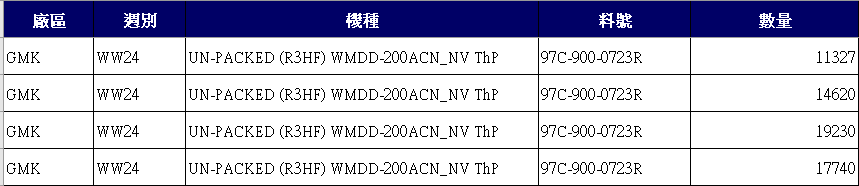 廠區 週別 機種 料號 數量
GMK WW24 UN-PACKED (R3HF) WMDD-200ACN_NV ThP 97C-900-0723R 11327
GMK WW24 UN-PACKED (R3HF) WMDD-200ACN_NV ThP 97C-900-0723R 14620
GMK WW24 UN-PACKED (R3HF) WMDD-200ACN_NV ThP 97C-900-0723R 19230
GMK WW24 UN-PACKED (R3HF) WMDD-200ACN_NV ThP 97C-900-0723R 17740